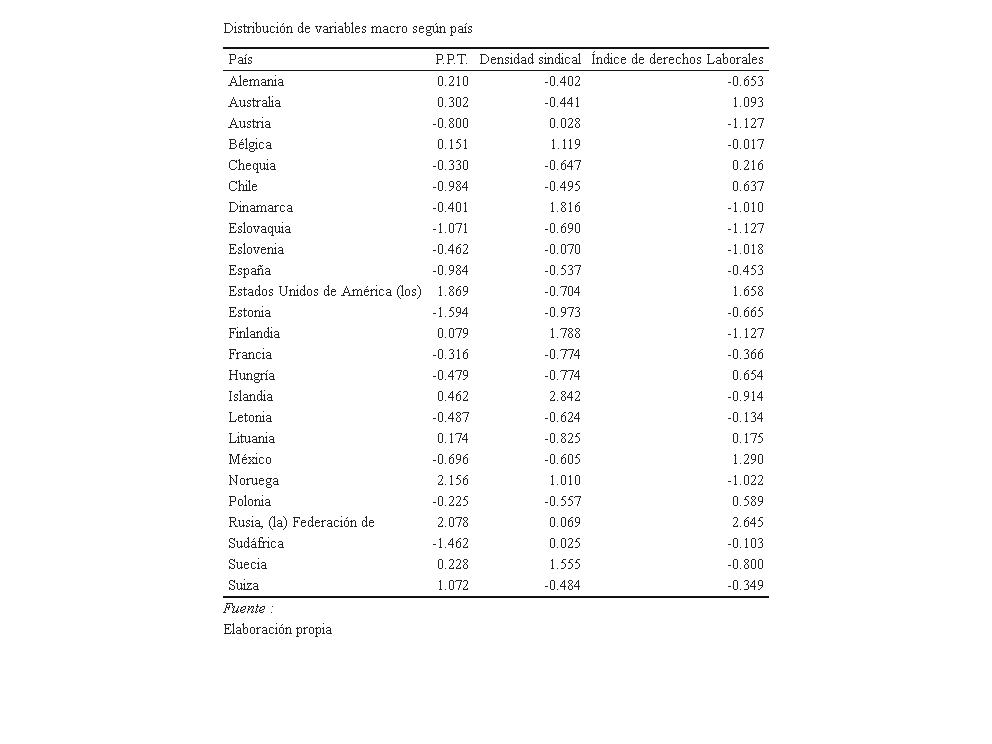 Distribución de variables macro según país
País P.P.T. Densidad sindical Índice de derechos Laborales
Alemania 0.210 -0.402 -0.653
Australia 0.302 -0.441 1.093
Austria -0.800 0.028 -1.127
Bélgica 0.151 1.119 -0.017
Chequia -0.330 -0.647 0.216
Chile -0.984 -0.495 0.637
Dinamarca -0.401 1.816 -1.010
Eslovaquia -1.071 -0.690 -1.127
Eslovenia -0.462 -0.070 -1.018
España -0.984 -0.537 -0.453
Estados Unidos de América (los) 1.869 -0.704 1.658
Estonia -1.594 -0.973 -0.665
Finlandia 0.079 1.788 -1.127
Francia -0.316 -0.774 -0.366
Hungría -0.479 -0.774 0.654
Islandia 0.462 2.842 -0.914
Letonia -0.487 -0.624 -0.134
Lituania 0.174 -0.825 0.175
México -0.696 -0.605 1.290
Noruega 2.156 1.010 -1.022
Polonia -0.225 -0.557 0.589
Rusia, (la) Federación de 2.078 0.069 2.645
Sudáfrica -1.462 0.025 -0.103
Suecia 0.228 1.555 -0.800
Suiza 1.072 -0.484 -0.349
Fuente :
Elaboración propia